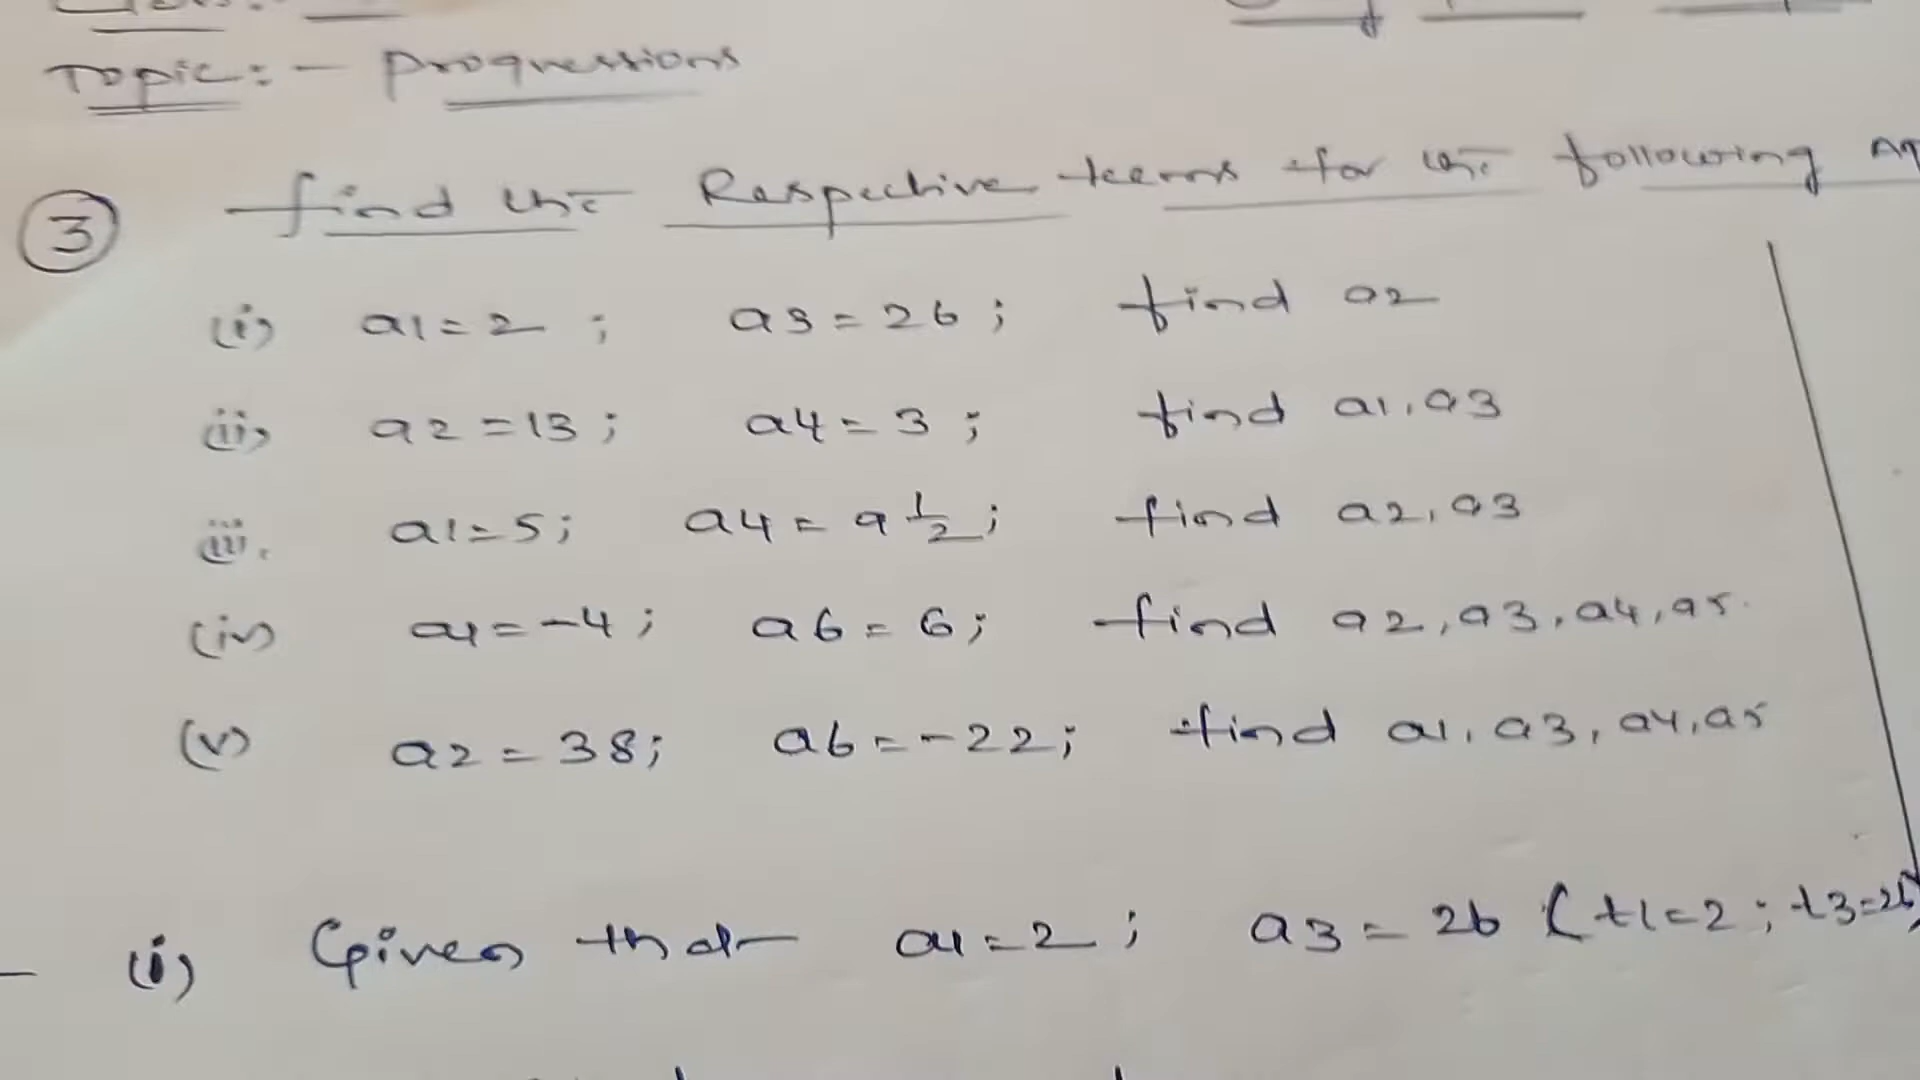 Topic:- Progressions
③ find the Respective terms for the following AP
(i) a1=2 ; a3=26 ; find a2
(ii) a2=13 ; a4=3 ; find a1, a3
iii. a1=5; a4=9 1/2 ; find a2, a3
(iv) a1=-4 ; a6=6 ; find a2, a3, a4, a5.
(v) a2=38; a6=-22; find a1, a3, a4, a5
(i) Given that a1=2 ; a3=26 (t1=2 ; t3=26)